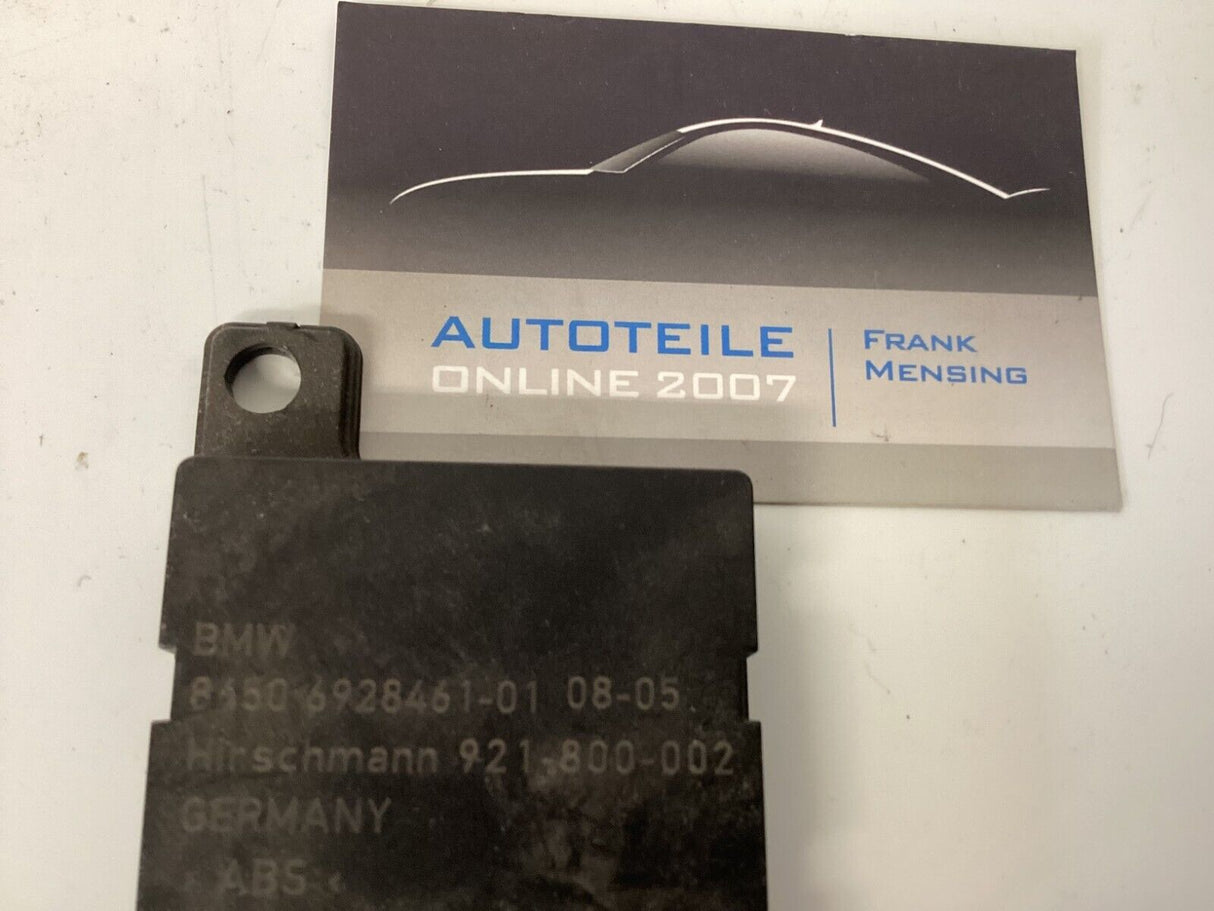 AUTOTEILE
ONLINE 2007
FRANK
MENSING
BMW
8450 6928461-01 08-05
Hirschmann 921-800-002
GERMANY
> ABS <